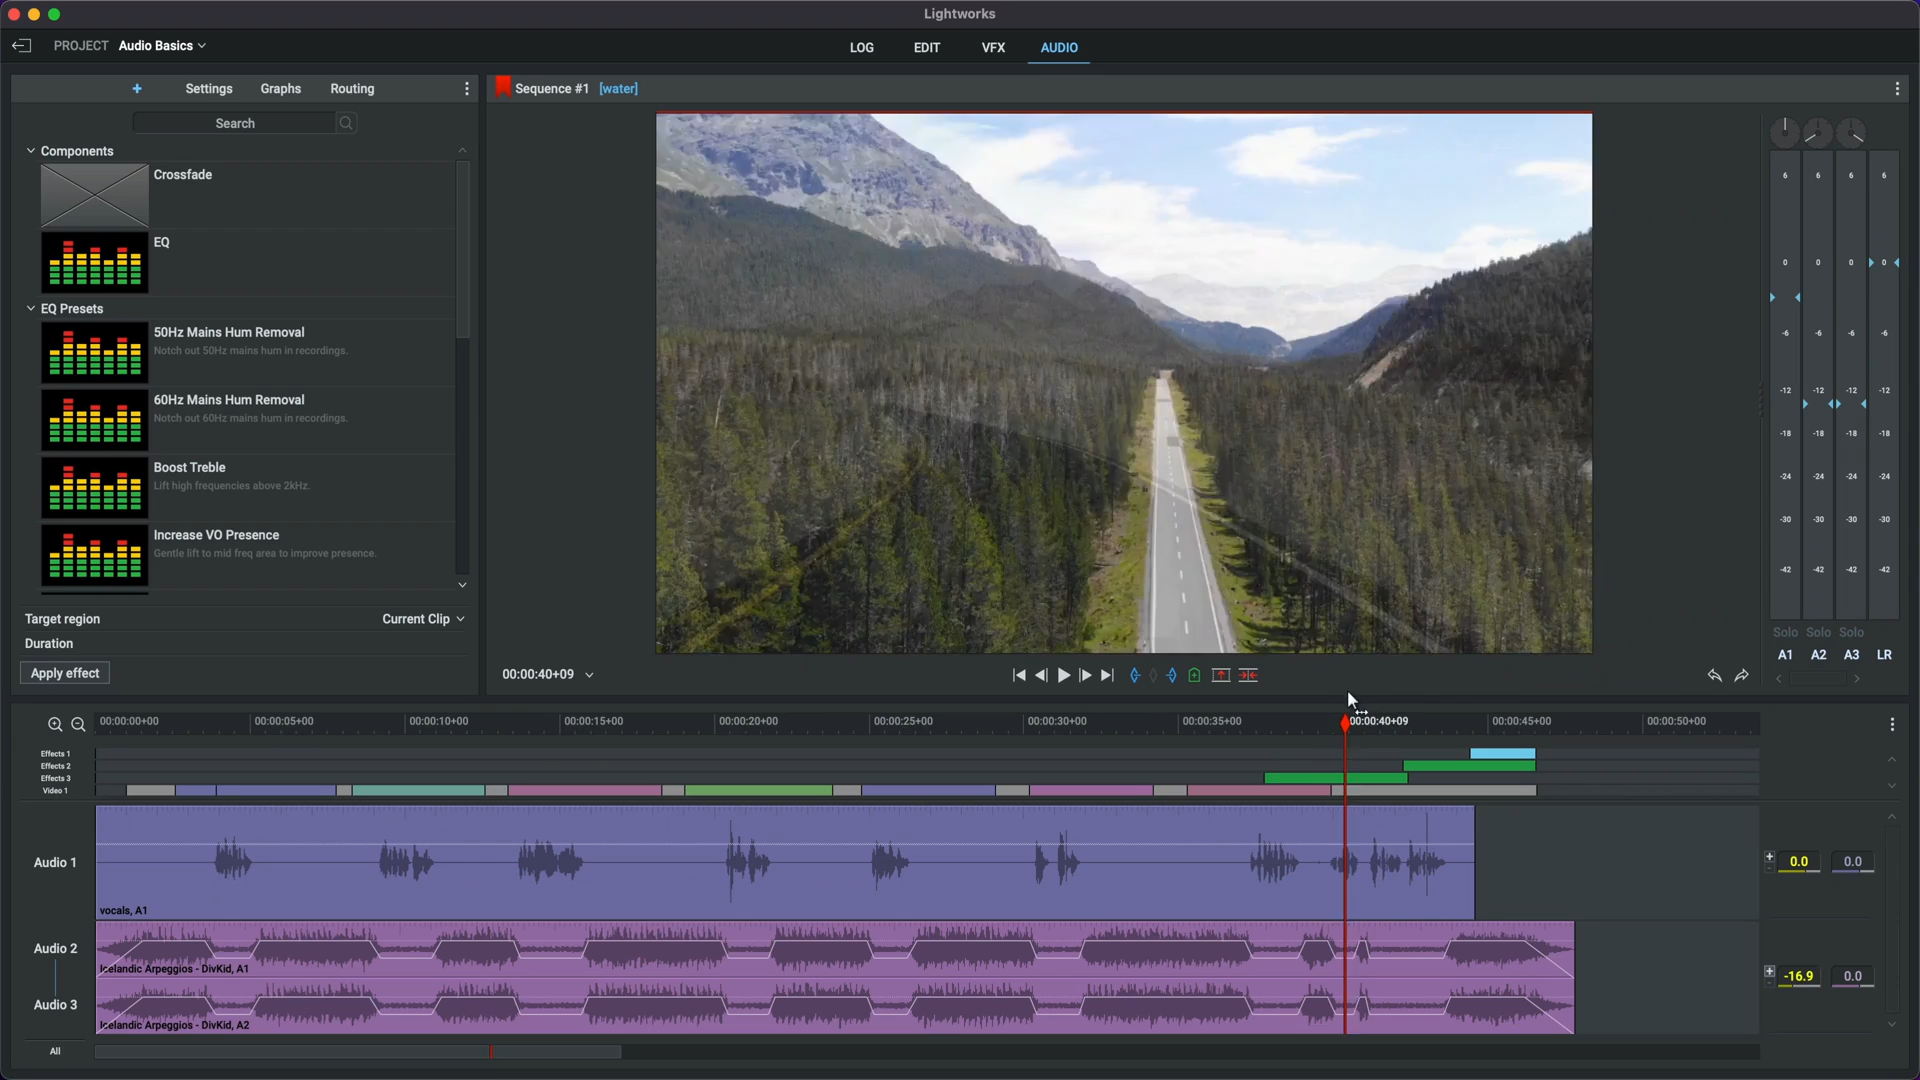 Lightworks
PROJECT Audio Basics
LOG EDIT VFX AUDIO
+ Settings Graphs Routing
Sequence #1 [water]
Search
Components
Crossfade
EQ
EQ Presets
50Hz Mains Hum Removal
Notch out 50Hz mains hum in recordings.
60Hz Mains Hum Removal
Notch out 60Hz mains hum in recordings.
Boost Treble
Lift high frequencies above 2kHz.
Increase VO Presence
Gentle lift to mid freq area to improve presence.
Target region Current Clip
Duration
Apply effect
00:00:40+09
6 6 6 6
0 0 0 0
-6 -6 -6 -6
-12 -12 -12 -12
-18 -18 -18 -18
-24 -24 -24 -24
-30 -30 -30 -30
-42 -42 -42 -42
Solo Solo Solo
A1 A2 A3 LR
00:00:00+00 00:00:05+00 00:00:10+00 00:00:15+00 00:00:20+00 00:00:25+00 00:00:30+00 00:00:35+00 00:00:40+09 00:00:45+00 00:00:50+00
Effects 1
Effects 2
Effects 3
Video 1
Audio 1
vocals, A1
0.0 0.0
Audio 2
Icelandic Arpeggios - DivKid, A1
-16.9 0.0
Audio 3
Icelandic Arpeggios - DivKid, A2
All